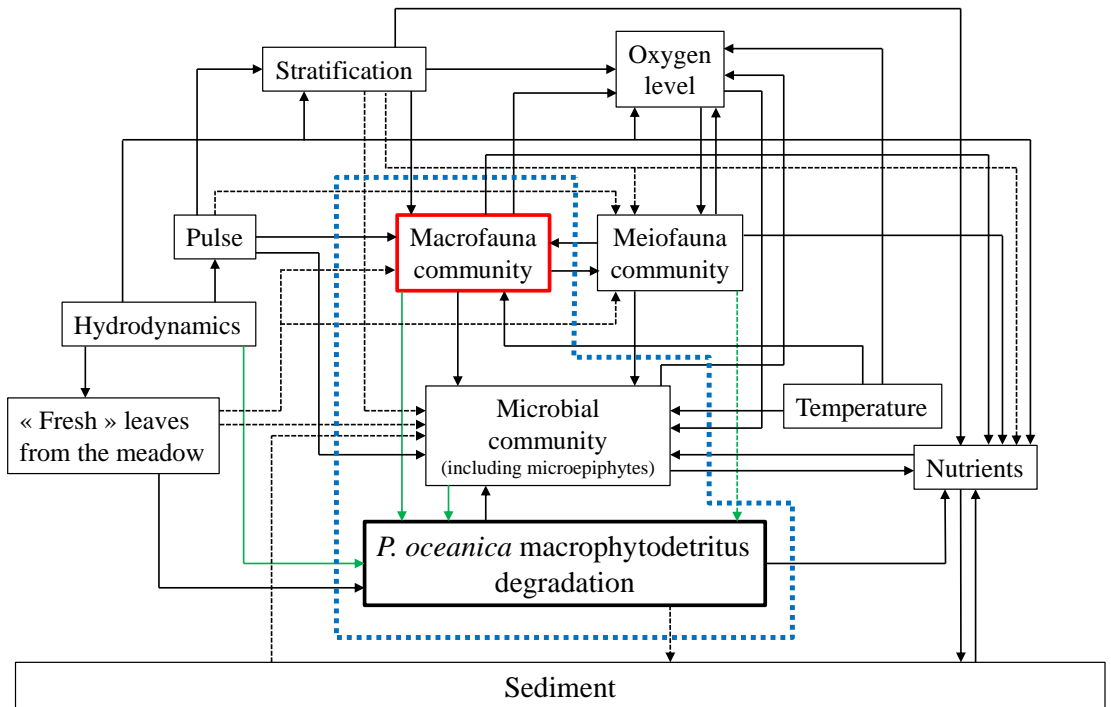 Stratification
Oxygen
level
Pulse
Macrofauna
community
Meiofauna
community
Hydrodynamics
« Fresh » leaves
from the meadow
Microbial
community
(including microepiphytes)
Temperature
Nutrients
P. oceanica macrophytodetritus
degradation
Sediment